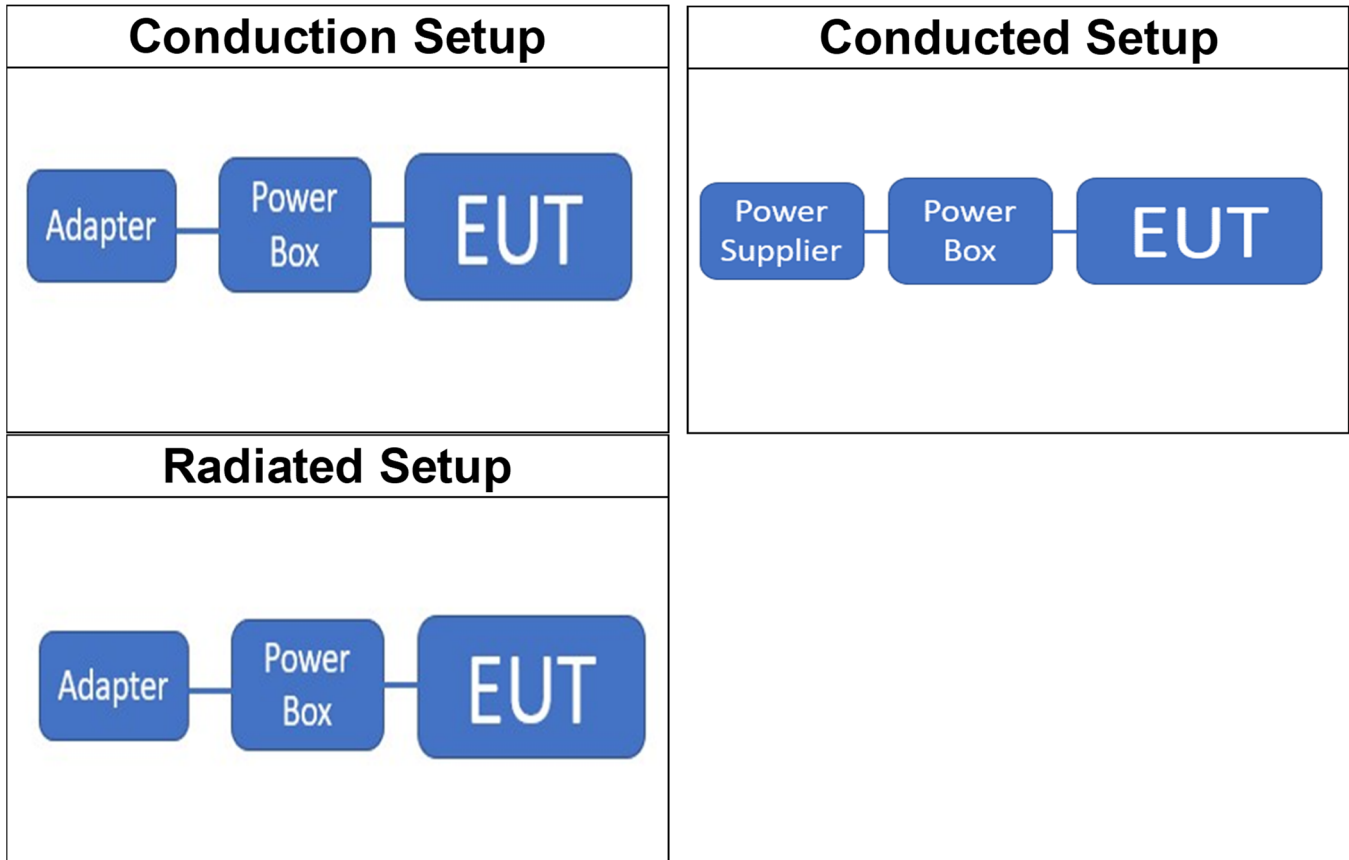 Conduction Setup
Adapter
Power
Box
EUT
Conducted Setup
Power
Supplier
Power
Box
EUT
Radiated Setup
Adapter
Power
Box
EUT